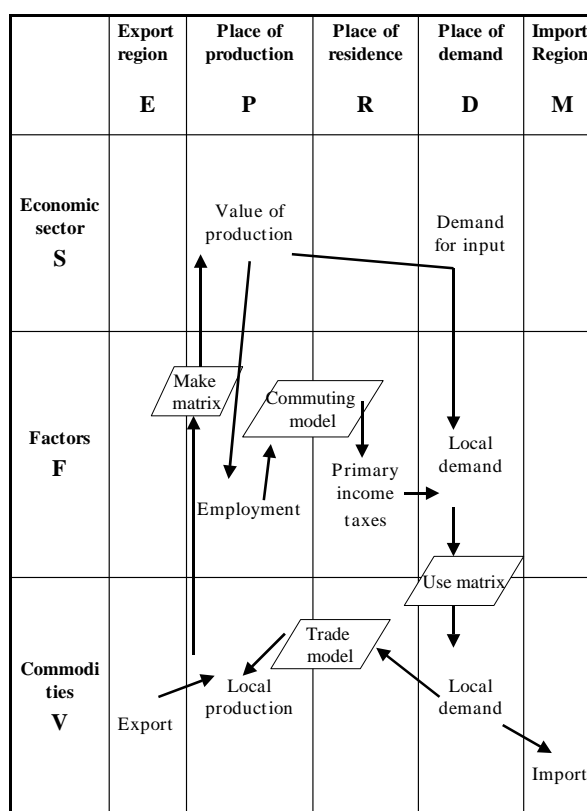 Export
region
E
Place of
production
P
Place of
residence
R
Place of
demand
D
Import
Region
M
Economic
sector
S
Value of
production
Demand
for input
Factors
F
Make
matrix
Commuting
model
Employment
Primary
income
taxes
Local
demand
Use matrix
Commodi
ties
V
Export
Local
production
Trade
model
Local
demand
Import